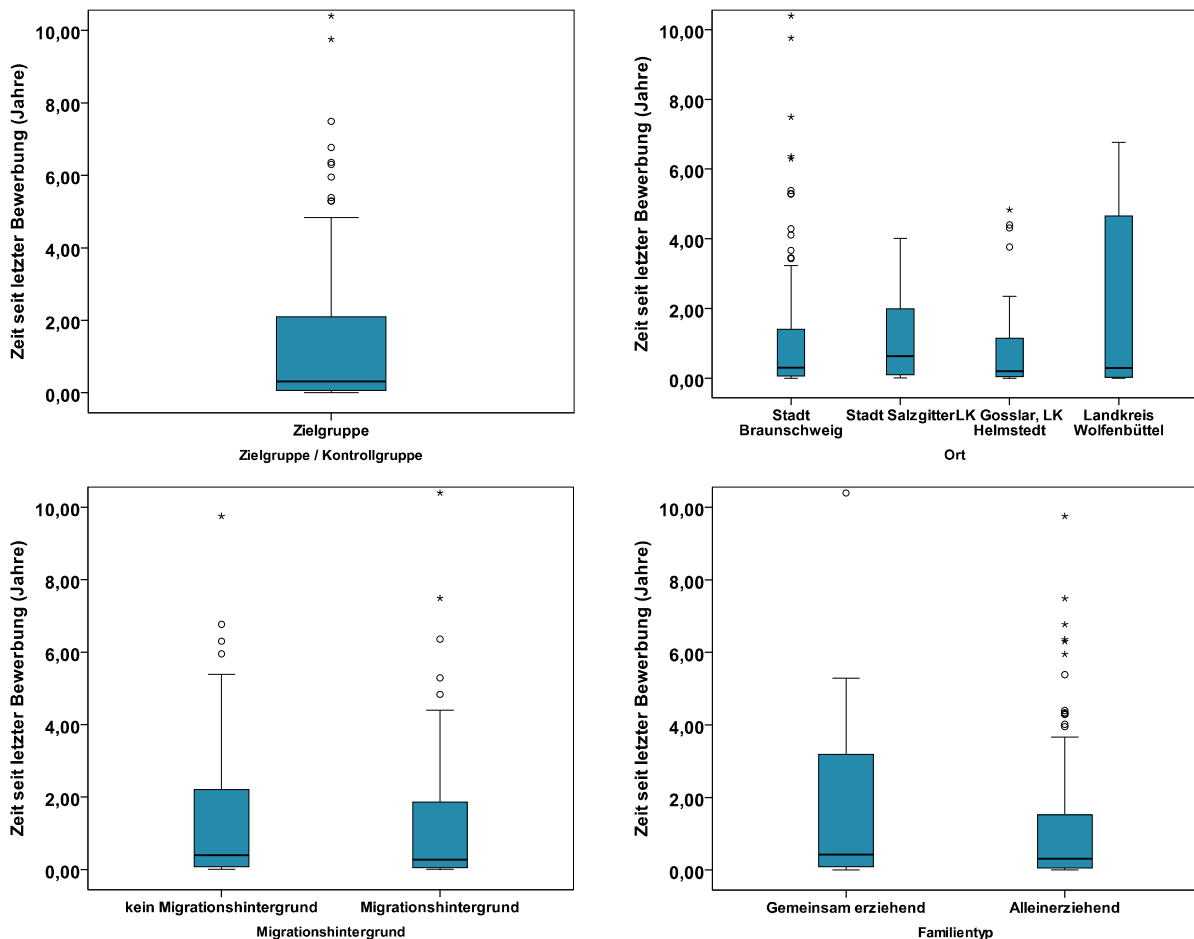 Zeit seit letzter Bewerbung (Jahre)
10,00
8,00
6,00
4,00
2,00
0,00
Zielgruppe
Zielgruppe / Kontrollgruppe
Zeit seit letzter Bewerbung (Jahre)
10,00
8,00
6,00
4,00
2,00
0,00
Stadt
Braunschweig
Stadt Salzgitter
LK Gosslar, LK
Helmstedt
Landkreis
Wolfenbüttel
Ort
Zeit seit letzter Bewerbung (Jahre)
10,00
8,00
6,00
4,00
2,00
0,00
kein Migrationshintergrund
Migrationshintergrund
Migrationshintergrund
Zeit seit letzter Bewerbung (Jahre)
10,00
8,00
6,00
4,00
2,00
0,00
Gemeinsam erziehend
Alleinerziehend
Familientyp